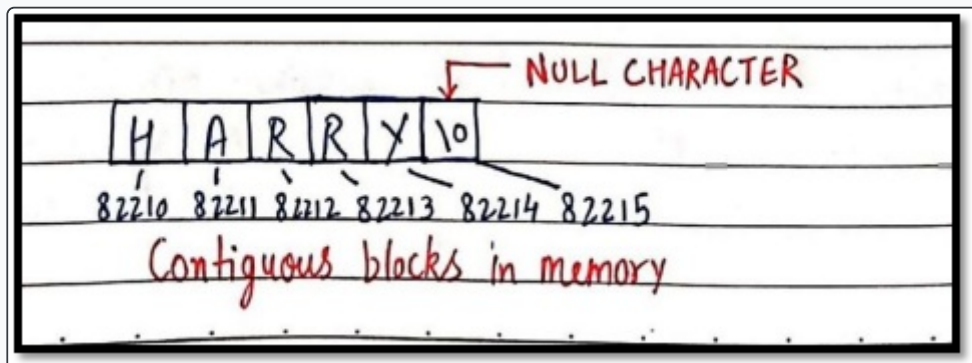 NULL CHARACTER
H A R R Y \0
82210 82211 82212 82213 82214 82215
Contiguous blocks in memory